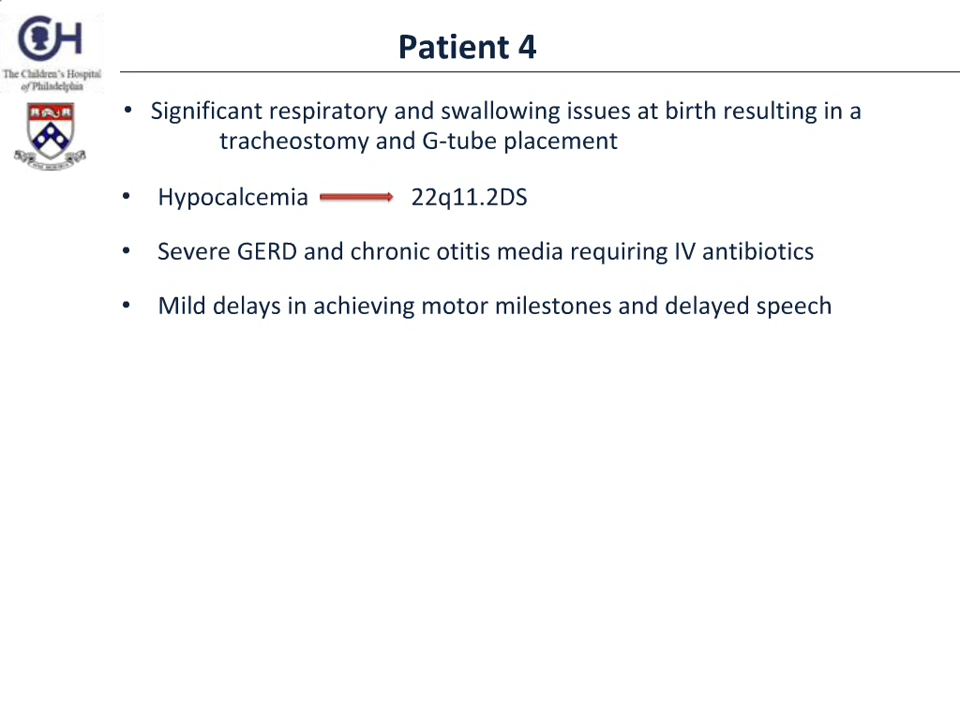 The Children's Hospital
of Philadelphia
Patient 4
• Significant respiratory and swallowing issues at birth resulting in a
tracheostomy and G-tube placement
• Hypocalcemia 22q11.2DS
• Severe GERD and chronic otitis media requiring IV antibiotics
• Mild delays in achieving motor milestones and delayed speech